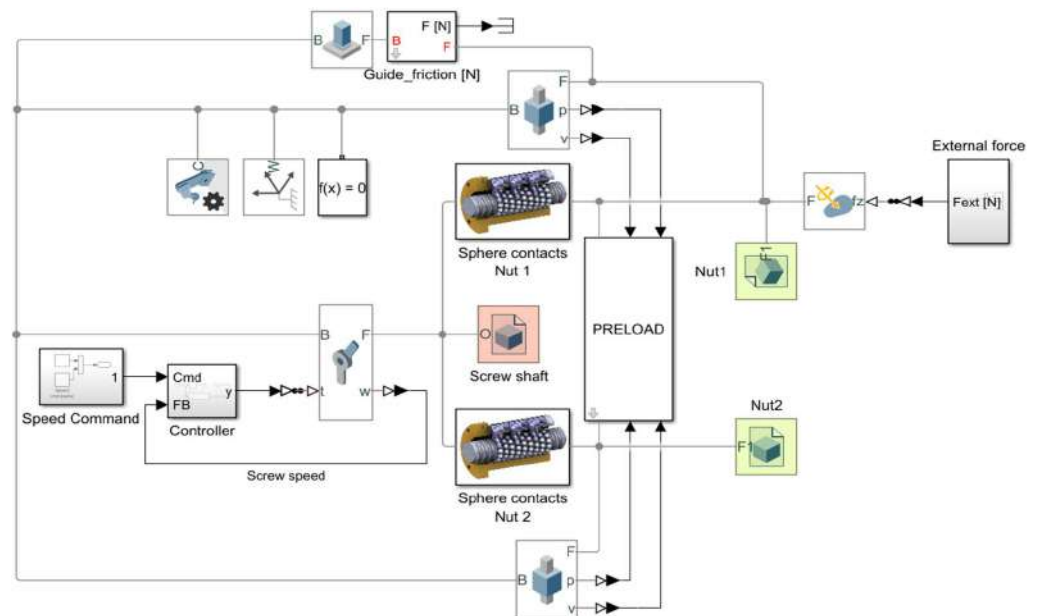 B
F
B
F [N]
F
Guide_friction [N]
B
F
p
v
C
W
f(x) = 0
External force
F
fz
Fext [N]
Sphere contacts
Nut 1
F1
Nut1
B
F
O
PRELOAD
Screw shaft
1
Speed Command
Cmd
FB
y
Controller
t
w
Screw speed
Nut2
F1
Sphere contacts
Nut 2
B
F
p
v